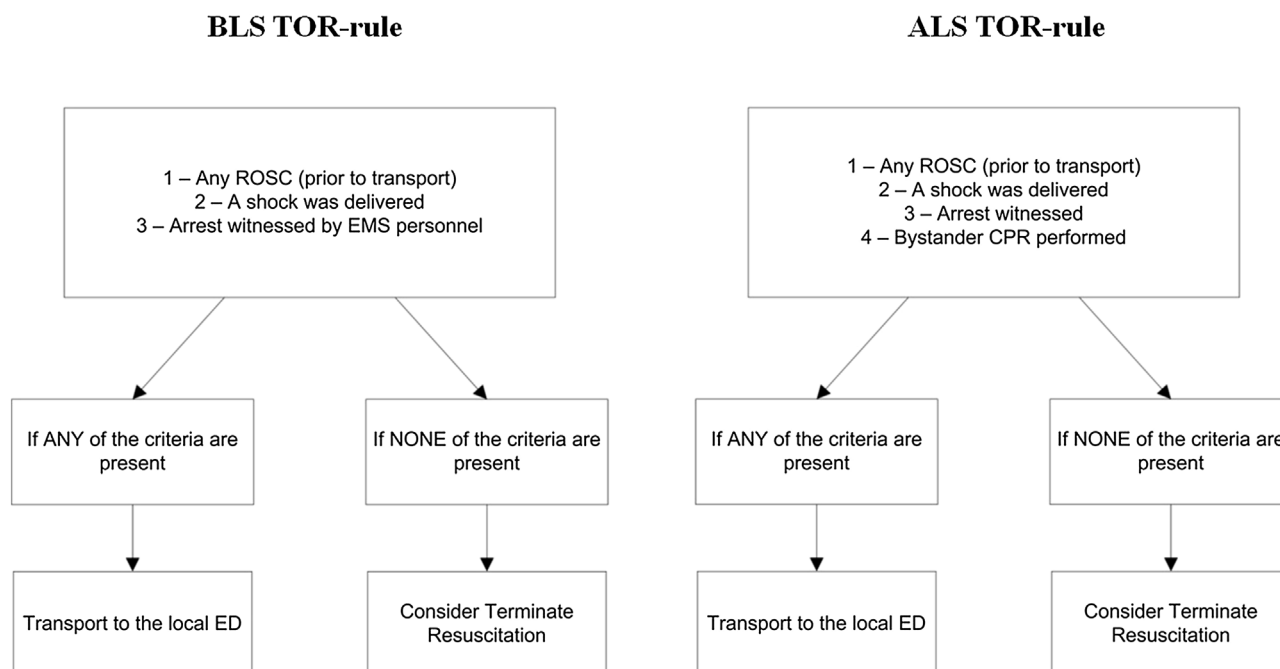 BLS TOR-rule
1 – Any ROSC (prior to transport)
2 – A shock was delivered
3 – Arrest witnessed by EMS personnel
If ANY of the criteria are
present
If NONE of the criteria are
present
Transport to the local ED
Consider Terminate
Resuscitation
ALS TOR-rule
1 – Any ROSC (prior to transport)
2 – A shock was delivered
3 – Arrest witnessed
4 – Bystander CPR performed
If ANY of the criteria are
present
If NONE of the criteria are
present
Transport to the local ED
Consider Terminate
Resuscitation